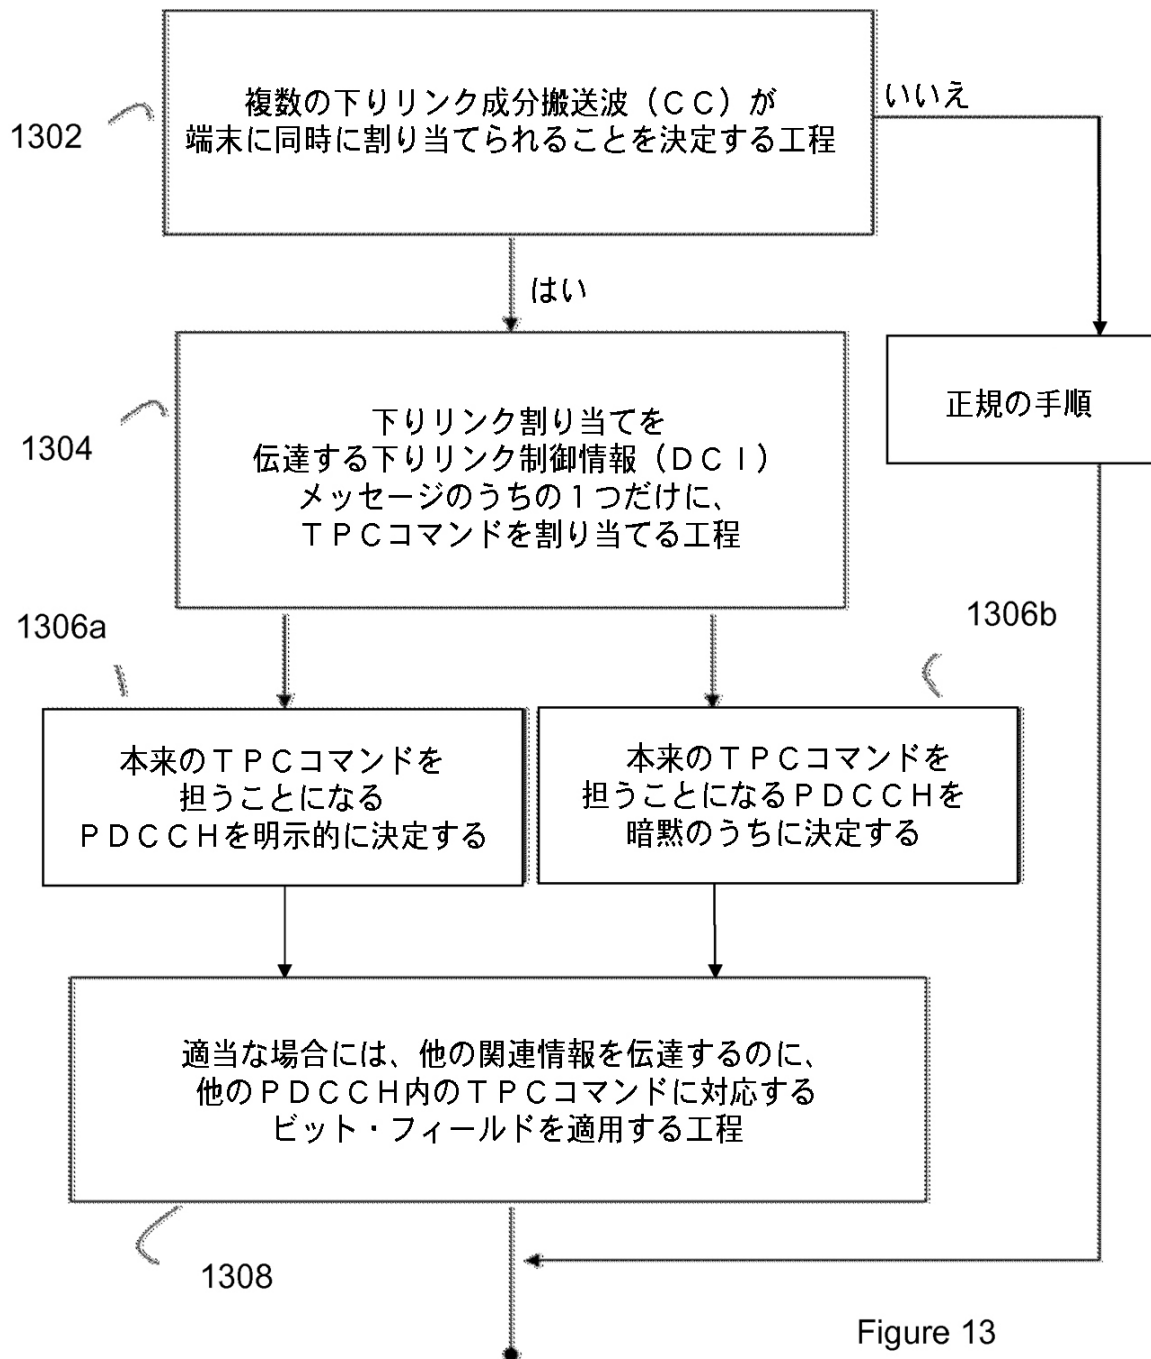 複数の下りリンク成分搬送波（ＣＣ）が
端末に同時に割り当てられることを決定する工程
いいえ
1302
はい
下りリンク割り当てを
伝達する下りリンク制御情報（ＤＣＩ）
メッセージのうちの１つだけに、
ＴＰＣコマンドを割り当てる工程
1304
正規の手順
1306a
1306b
本来のＴＰＣコマンドを
担うことになる
ＰＤＣＣＨを明示的に決定する
本来のＴＰＣコマンドを
担うことになるＰＤＣＣＨを
暗黙のうちに決定する
適当な場合には、他の関連情報を伝達するのに、
他のＰＤＣＣＨ内のＴＰＣコマンドに対応する
ビット・フィールドを適用する工程
1308
Figure 13